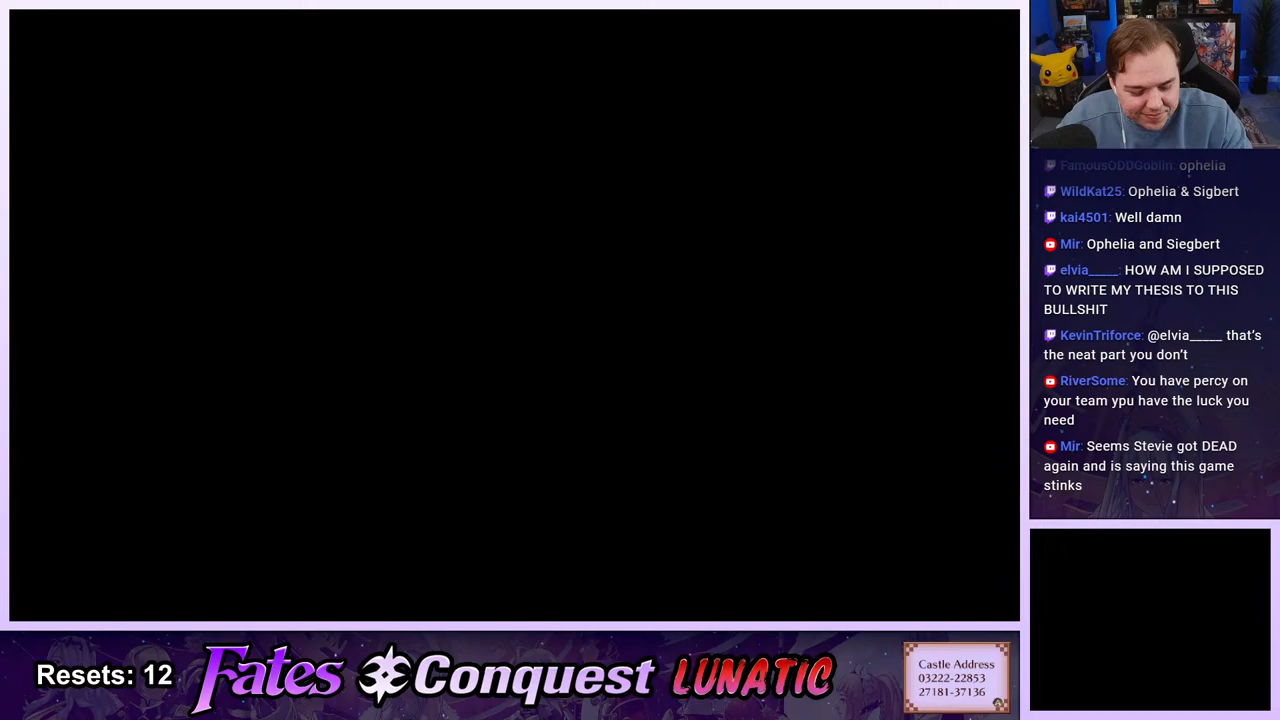 FamousODDGoblin: ophelia
WildKat25: Ophelia & Sigbert
kai4501: Well damn
Mir: Ophelia and Siegbert
elvia_____: HOW AM I SUPPOSED
TO WRITE MY THESIS TO THIS
BULLSHIT
KevinTriforce: @elvia_____ that's
the neat part you don't
RiverSome: You have percy on
your team ypu have the luck you
need
Mir: Seems Stevie got DEAD
again and is saying this game
stinks
Resets: 12
Fates Conquest LUNATIC
Castle Address
03222-22853
27181-37136